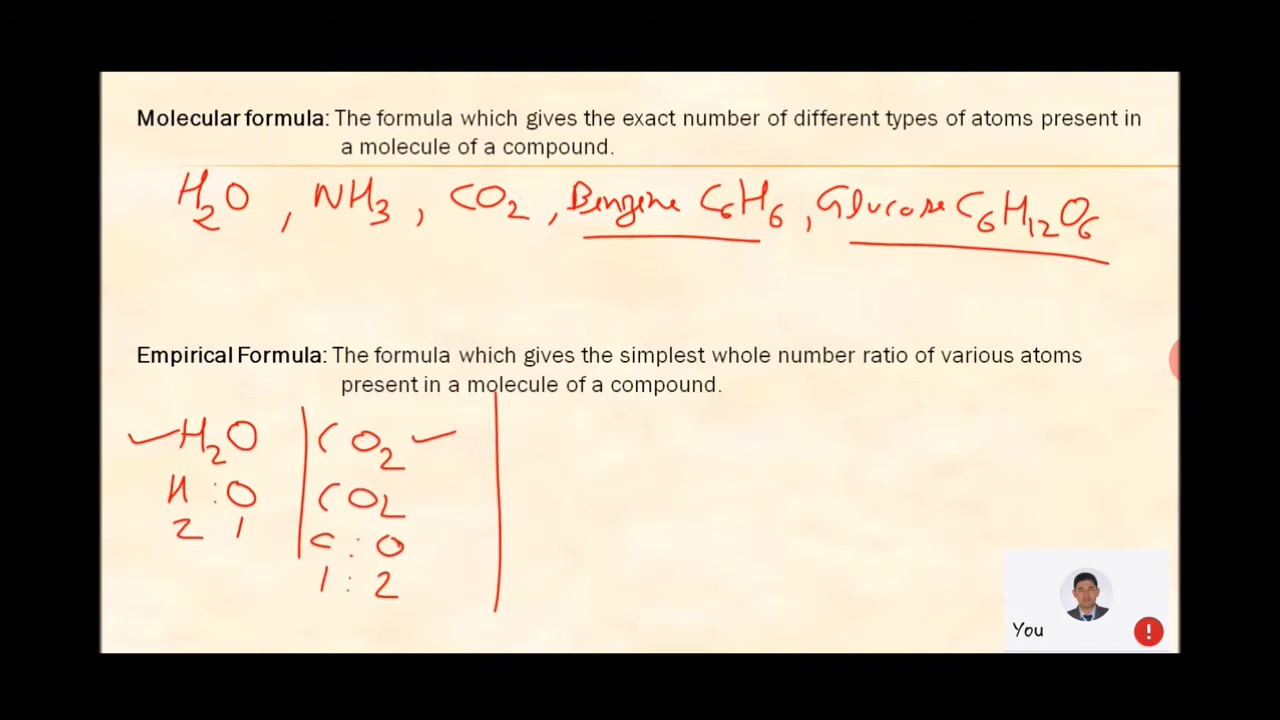 Molecular formula: The formula which gives the exact number of different types of atoms present in
a molecule of a compound.
H2O , NH3 , CO2 , Benzene C6H6 , Glucose C6H12O6
Empirical Formula: The formula which gives the simplest whole number ratio of various atoms
present in a molecule of a compound.
✓H2O
H : O
2 1
CO2 ✓
CO2
C : O
1 : 2
You
!